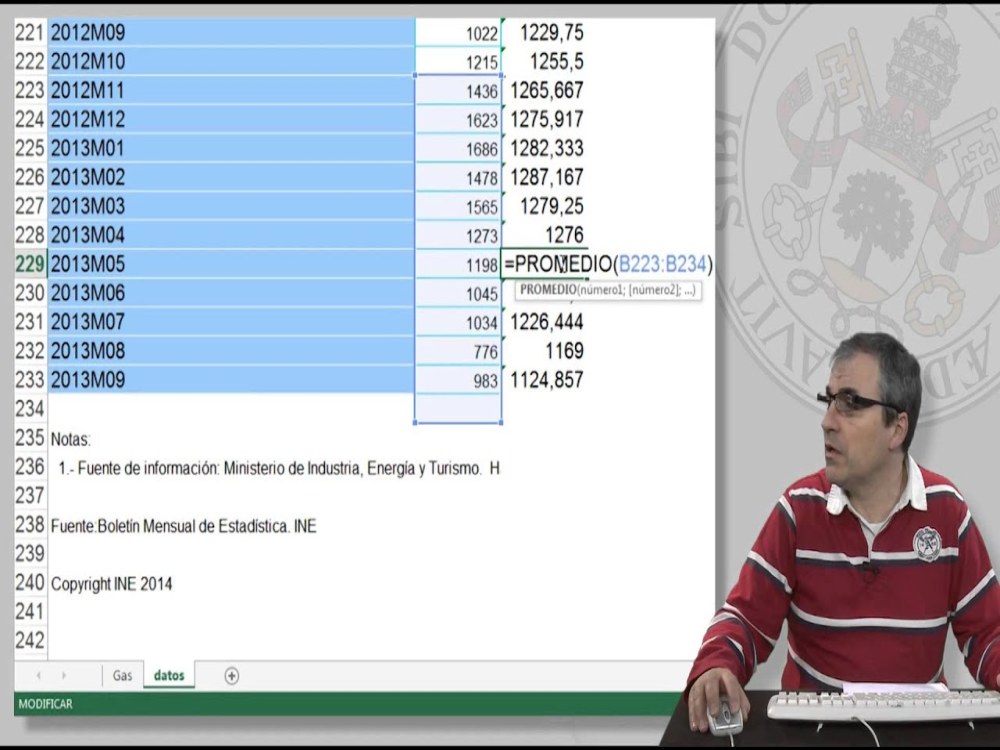 221 2012M09 1022 1229,75
222 2012M10 1215 1255,5
223 2012M11 1436 1265,667
224 2012M12 1623 1275,917
225 2013M01 1686 1282,333
226 2013M02 1478 1287,167
227 2013M03 1565 1279,25
228 2013M04 1273 1276
229 2013M05 1198 =PROMEDIO(B223:B234)
230 2013M06 1045 PROMEDIO(número1; [número2]; ...)
231 2013M07 1034 1226,444
232 2013M08 776 1169
233 2013M09 983 1124,857
234
235 Notas:
236 1.- Fuente de información: Ministerio de Industria, Energía y Turismo. H
237
238 Fuente:Boletín Mensual de Estadística. INE
239
240 Copyright INE 2014
241
242
Gas datos
MODIFICAR
SIBI